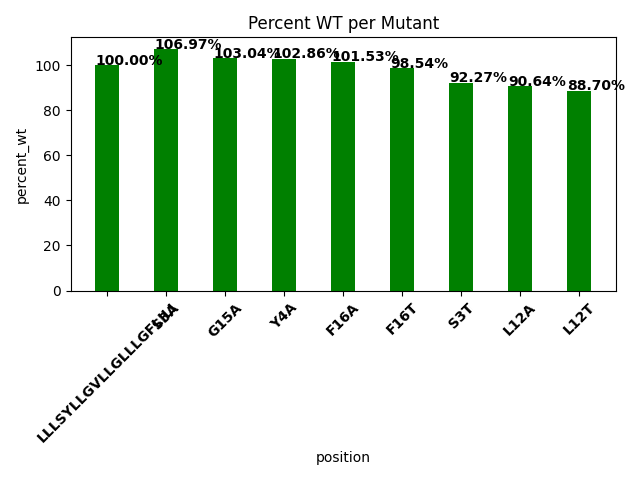 Percent WT per Mutant
100.00%
106.97%
103.04%
102.86%
101.53%
98.54%
92.27%
90.64%
88.70%
percent_wt
100
80
60
40
20
0
S3A
G15A
Y4A
F16A
F16T
S3T
L12A
L12T
position